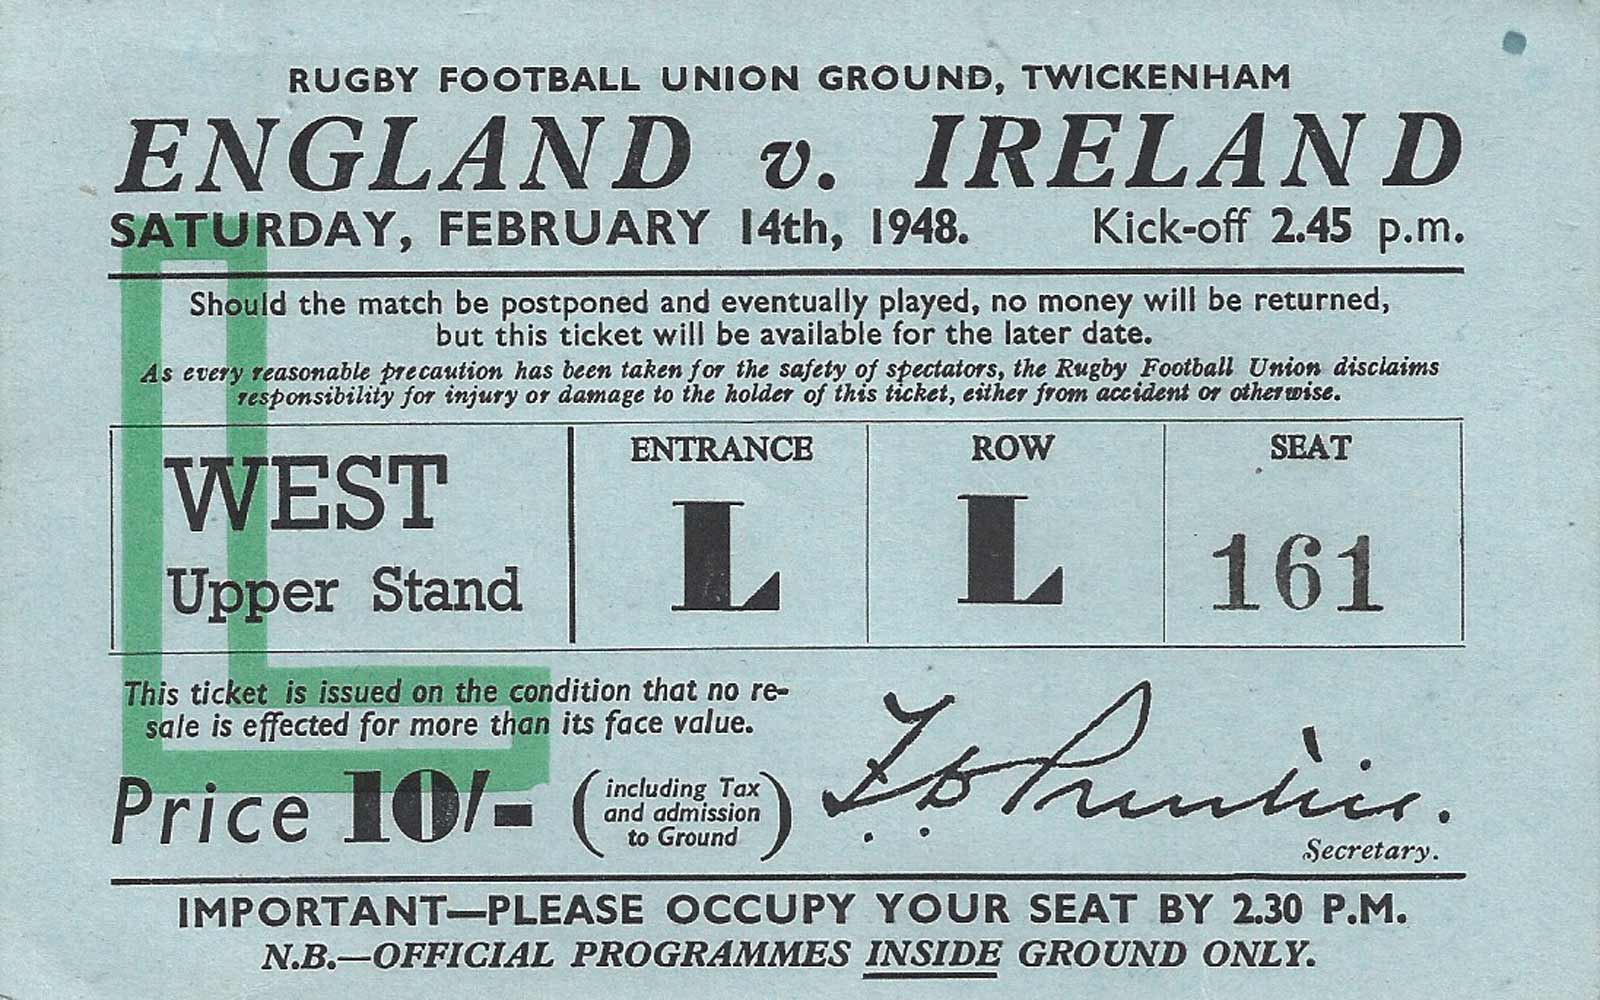 RUGBY FOOTBALL UNION GROUND, TWICKENHAM
ENGLAND v. IRELAND
SATURDAY, FEBRUARY 14th, 1948. Kick-off 2.45 p.m.
Should the match be postponed and eventually played, no money will be returned,
but this ticket will be available for the later date.
As every reasonable precaution has been taken for the safety of spectators, the Rugby Football Union disclaims
responsibility for injury or damage to the holder of this ticket, either from accident or otherwise.
WEST
Upper Stand
ENTRANCE
L
ROW
L
SEAT
161
L
This ticket is issued on the condition that no re-
sale is effected for more than its face value.
Price 10/- (including Tax
and admission
to Ground)
F. D. Prentice.
Secretary.
IMPORTANT—PLEASE OCCUPY YOUR SEAT BY 2.30 P.M.
N.B.—OFFICIAL PROGRAMMES INSIDE GROUND ONLY.